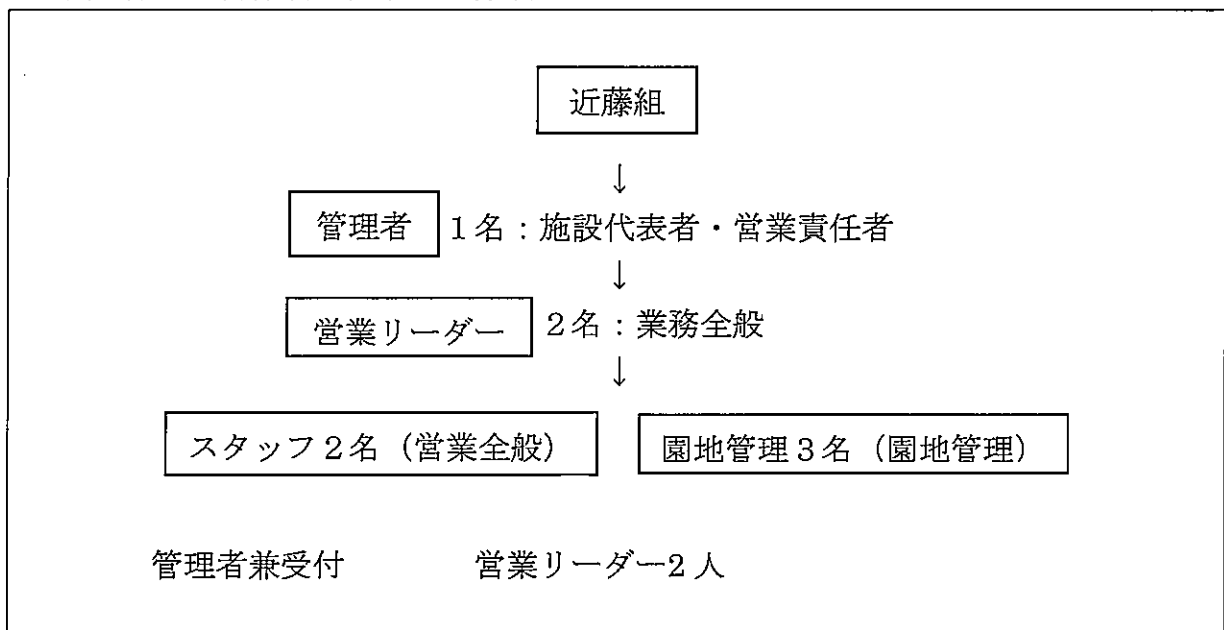 近藤組
↓
管理者 1名：施設代表者・営業責任者
↓
営業リーダー 2名：業務全般
↓
スタッフ2名（営業全般） 園地管理3名（園地管理）
管理者兼受付 営業リーダー2人